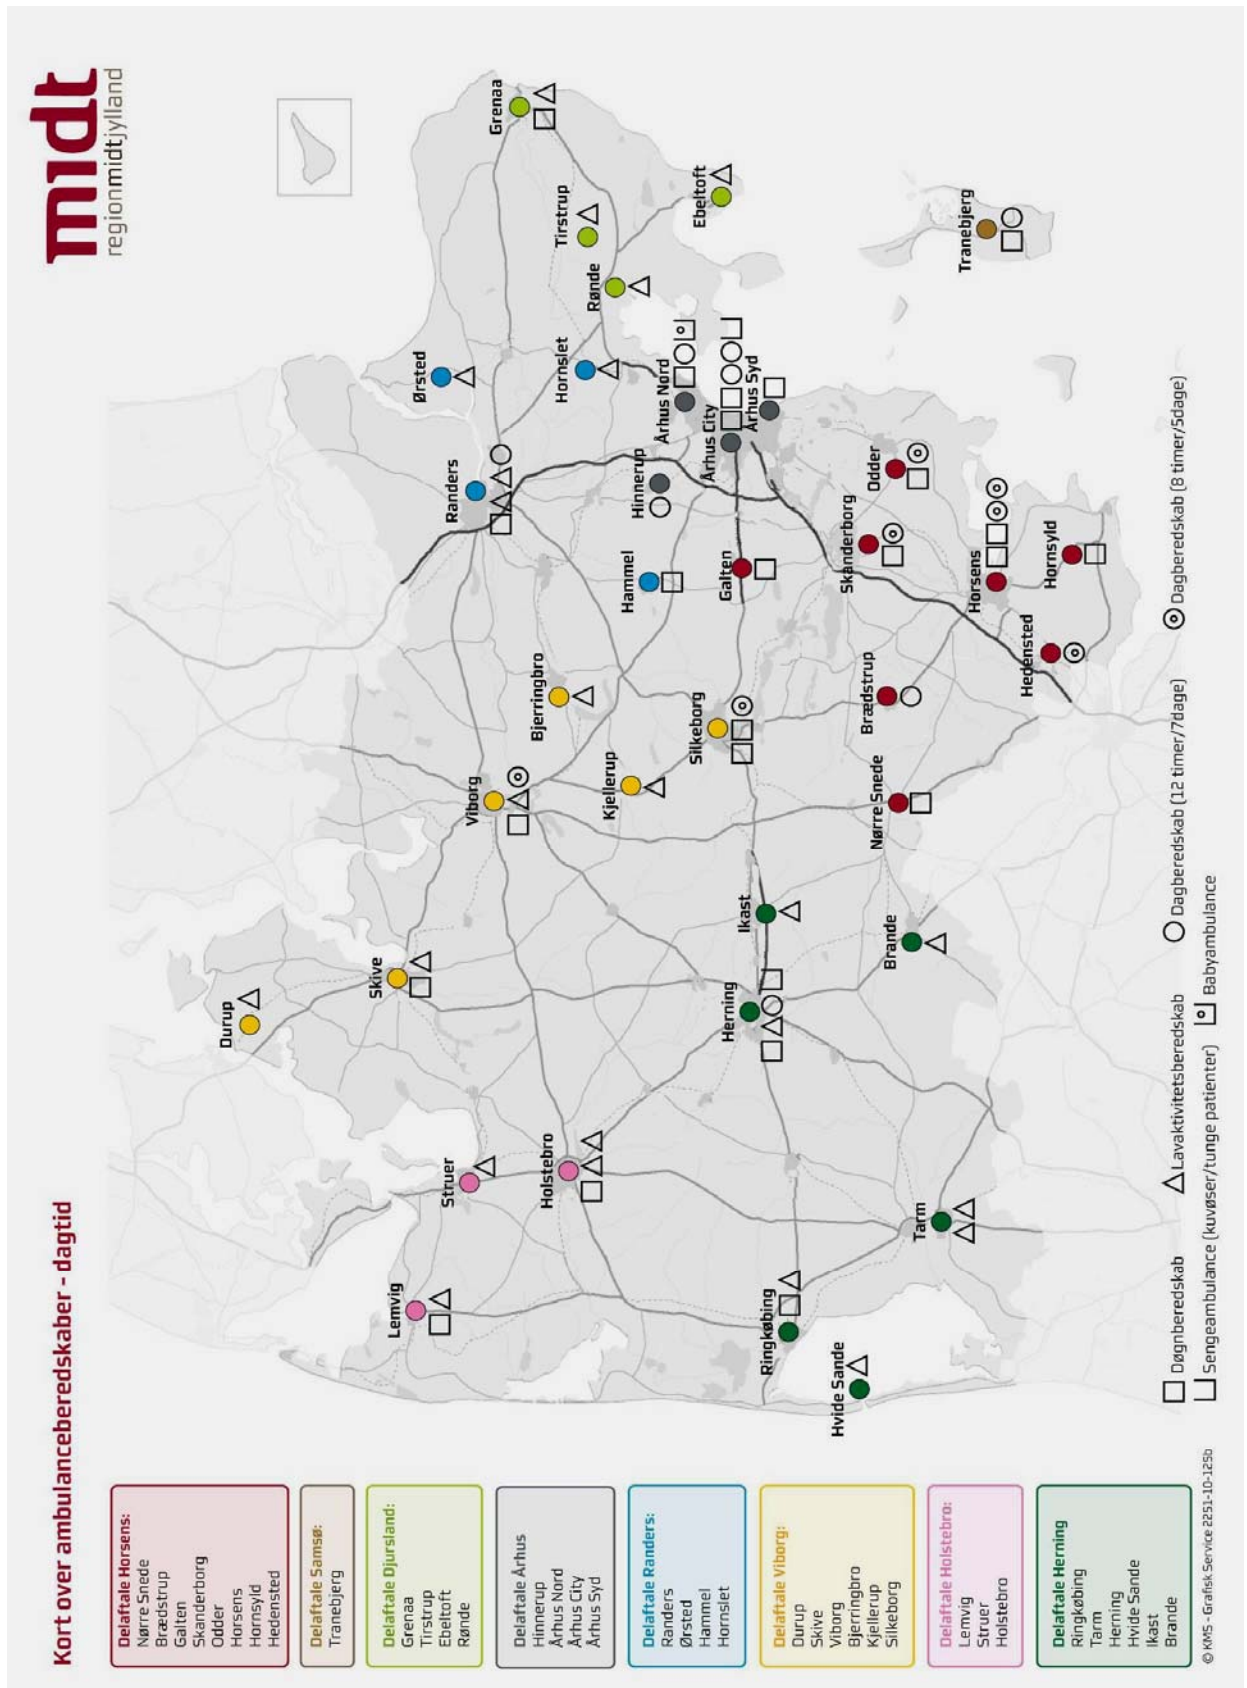 Kort over ambulanceberedskaber - dagtid
midt
regionmidtjylland
Delaftale Horsens:
Nørre Snede
Brædstrup
Galten
Skanderborg
Odder
Horsens
Hornsyld
Hedensted
Delaftale Samsø:
Tranebjerg
Delaftale Djursland:
Grenaa
Tirstrup
Ebeltoft
Rønde
Delaftale Århus
Hinnerup
Århus Nord
Århus City
Århus Syd
Delaftale Randers:
Randers
Ørsted
Hammel
Hornslet
Delaftale Viborg:
Durup
Skive
Viborg
Bjerringbro
Kjellerup
Silkeborg
Delaftale Holstebro:
Lemvig
Struer
Holstebro
Delaftale Herning
Ringkøbing
Tarm
Herning
Hvide Sande
Ikast
Brande
Durup
Skive
Lemvig
Struer
Holstebro
Viborg
Bjerringbro
Kjellerup
Silkeborg
Randers
Ørsted
Hornslet
Hammel
Hinnerup
Grenaa
Tirstrup
Rønde
Ebeltoft
Århus Nord
Århus City
Århus Syd
Galten
Skanderborg
Odder
Horsens
Hornsyld
Hedensted
Brædstrup
Nørre Snede
Tranebjerg
Ikast
Herning
Brande
Tarm
Ringkøbing
Hvide Sande
Døgnberedskab
Lavaktivitetsberedskab
Dagberedskab (12 timer/7dage)
Dagberedskab (8 timer/5dage)
Sengeambulance (kuvøser/tunge patienter)
Babyambulance
© KMS - Grafisk Service 2251-10-125b